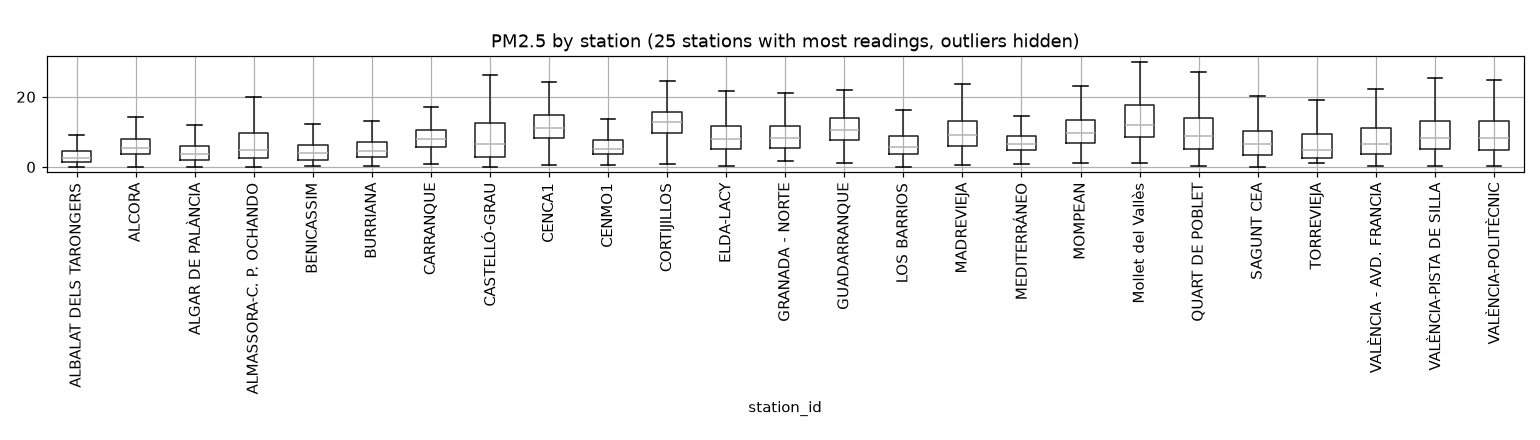 PM2.5 by station (25 stations with most readings, outliers hidden)
20
0
ALBALAT DELS TARONGERS
ALCORA
ALGAR DE PALÀNCIA
ALMASSORA-C. P. OCHANDO
BENICASSIM
BURRIANA
CARRANQUE
CASTELLÓ-GRAU
CENCA1
CENMO1
CORTIJILLOS
ELDA-LACY
GRANADA - NORTE
GUADARRANQUE
LOS BARRIOS
MADREVIEJA
MEDITERRÁNEO
MOMPEAN
Mollet del Vallès
QUART DE POBLET
SAGUNT CEA
TORREVIEJA
VALÈNCIA - AVD. FRANCIA
VALÈNCIA-PISTA DE SILLA
VALÈNCIA-POLITÈCNIC
station_id